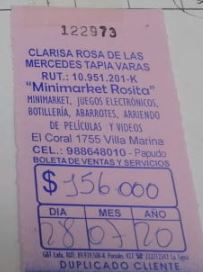 122973
CLARISA ROSA DE LAS
MERCEDES TAPIA VARAS
RUT.: 10.951.201-K
"Minimarket Rosita"
MINIMARKET, JUEGOS ELECTRÓNICOS,
BOTILLERÍA, ABARROTES, ARRIENDO
DE PELÍCULAS Y VIDEOS
El Coral 1755 Villa Marina
CEL.: 988648010 - Papudo
BOLETA DE VENTAS Y SERVICIOS
$ 156.000
DIA MES AÑO
28 07 20
DUPLICADO CLIENTE